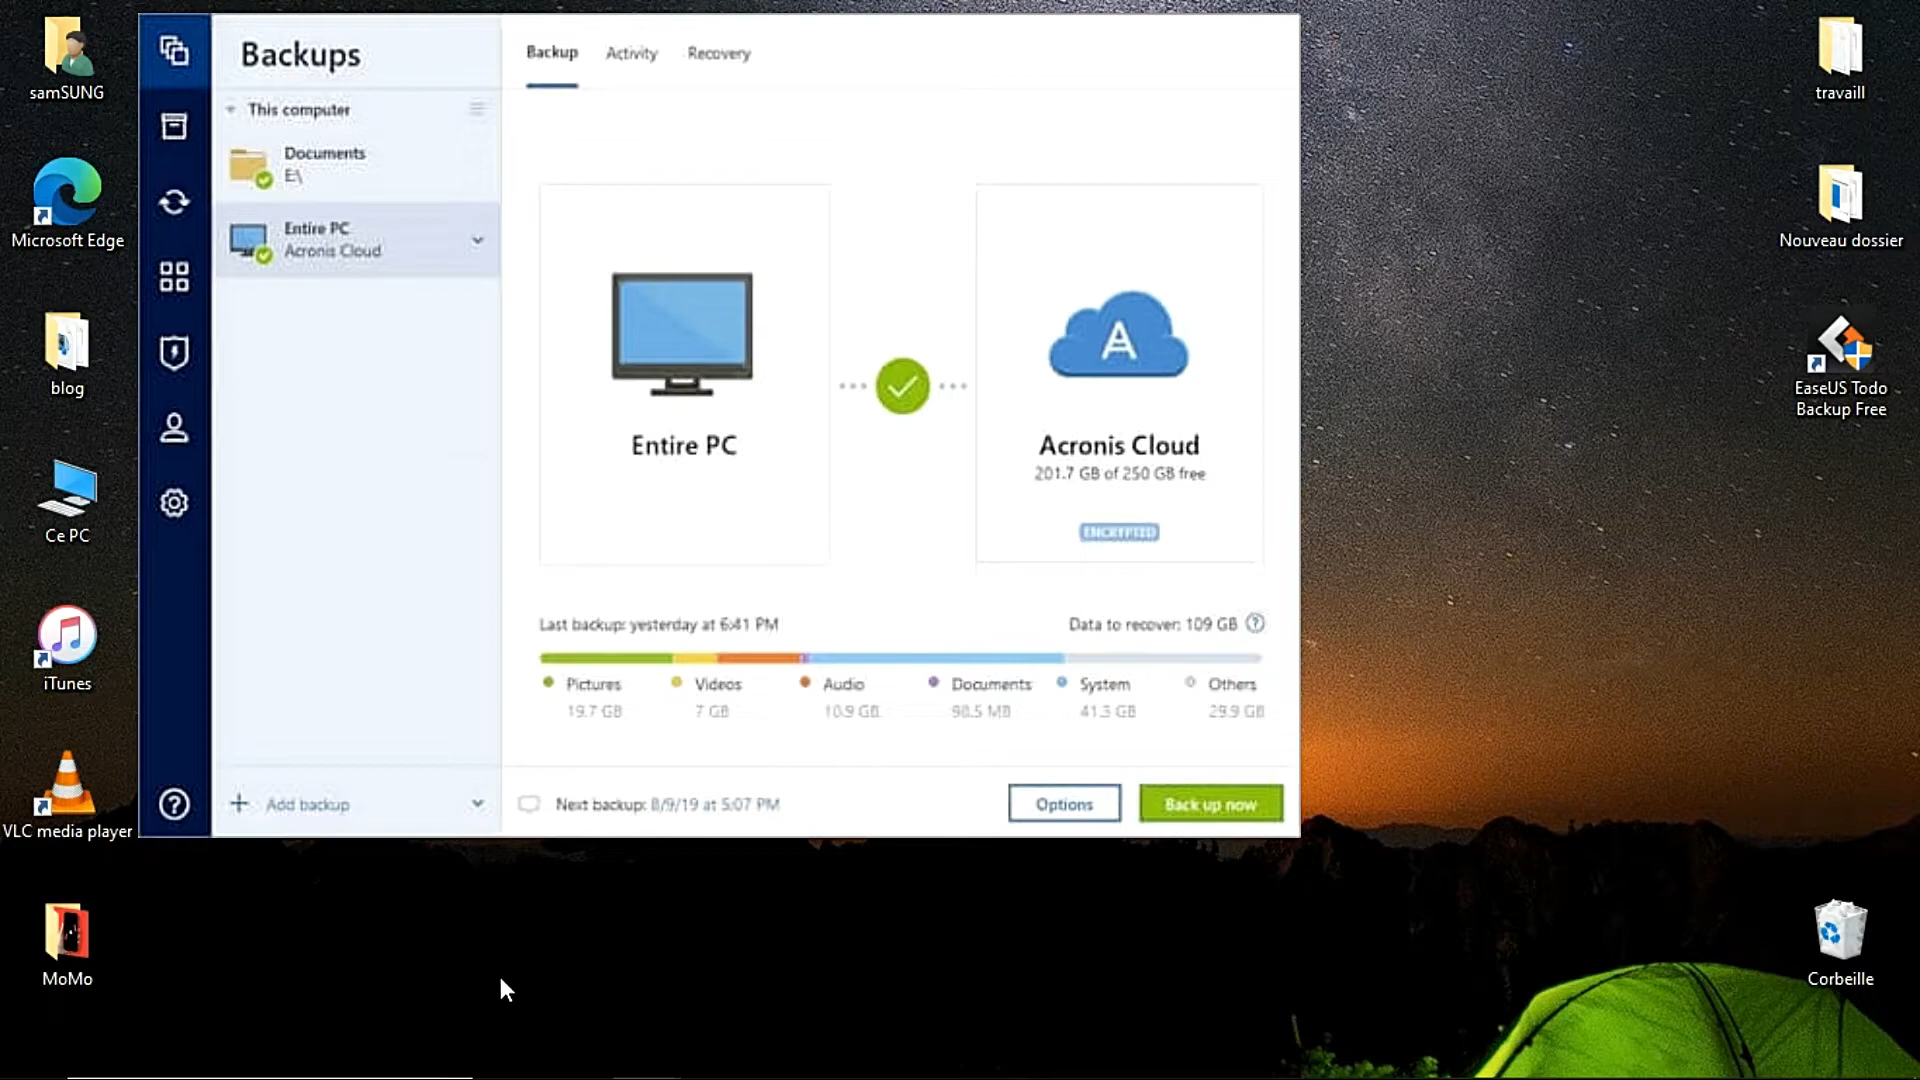 samSUNG
Microsoft Edge
blog
Ce PC
iTunes
VLC media player
MoMo
Backups
This computer
Documents
E:\
Entire PC
Acronis Cloud
Add backup
Backup Activity Recovery
Entire PC
A
Acronis Cloud
201.7 GB of 250 GB free
ENCRYPTED
Last backup: yesterday at 6:41 PM
Data to recover: 109 GB ?
Pictures Videos Audio Documents System Others
19.7 GB 7 GB 10.9 GB 98.5 MB 41.3 GB 29.9 GB
Next backup: 8/9/19 at 5:07 PM
Options
Back up now
travaill
Nouveau dossier
EaseUS Todo
Backup Free
Corbeille